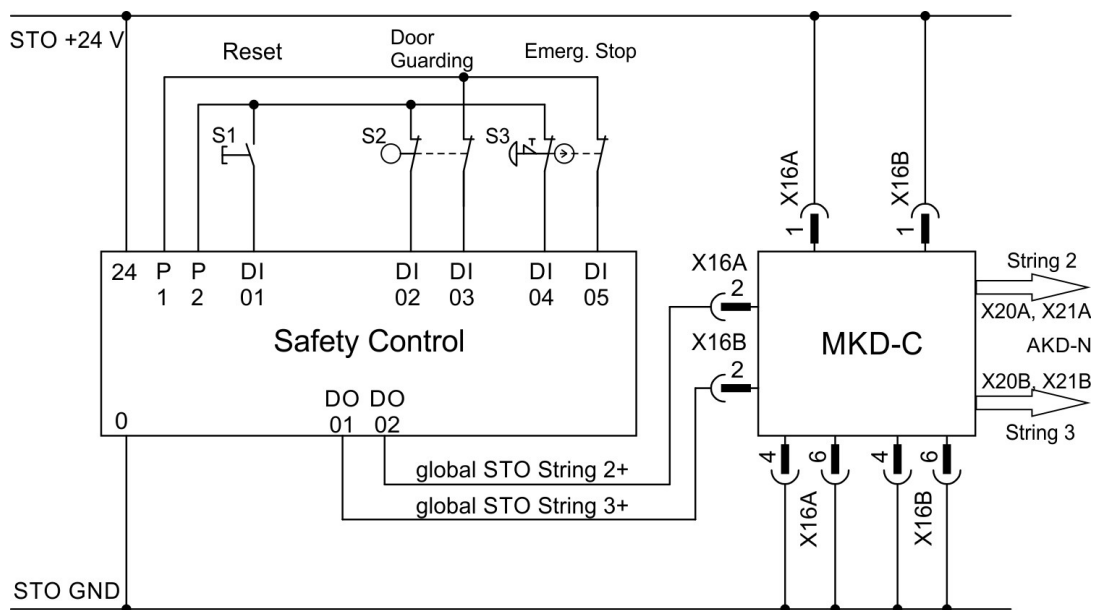 STO +24 V
Reset
Door
Guarding
Emerg. Stop
S1
S2
S3
X16A
X16B
1
1
24
P
1
P
2
DI
01
DI
02
DI
03
DI
04
DI
05
Safety Control
0
DO
01
DO
02
X16A
2
X16B
2
MKD-C
String 2
X20A, X21A
AKD-N
X20B, X21B
String 3
global STO String 2+
global STO String 3+
4
6
4
6
X16A
X16B
STO GND